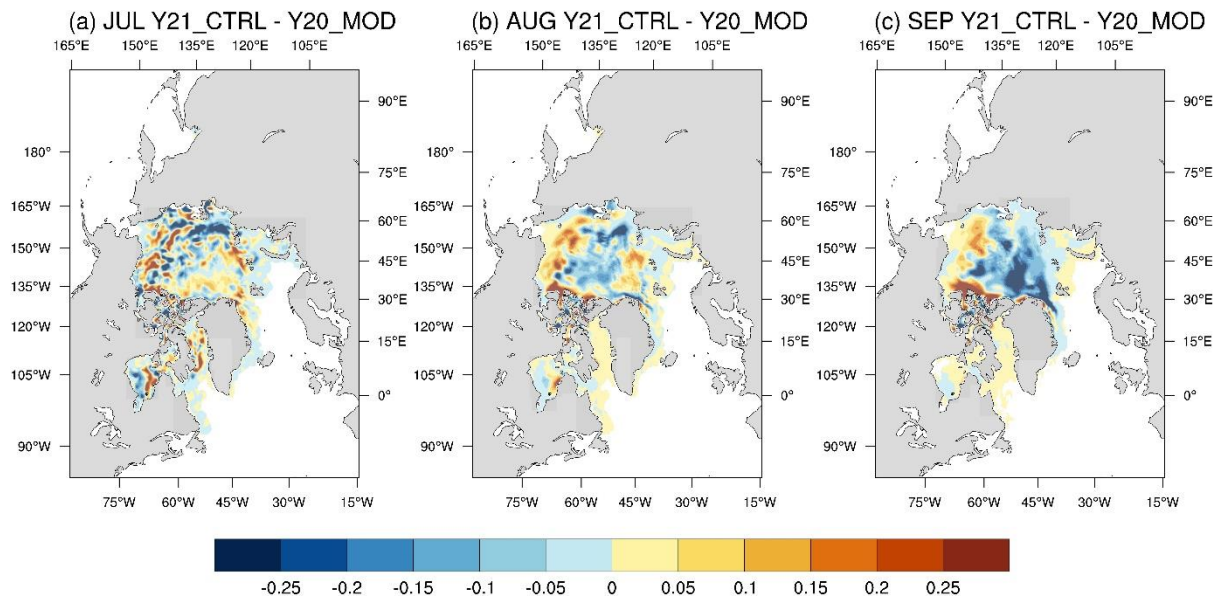 (a) JUL Y21_CTRL - Y20_MOD
(b) AUG Y21_CTRL - Y20_MOD
(c) SEP Y21_CTRL - Y20_MOD
165°E 150°E 135°E 120°E 105°E
165°E 150°E 135°E 120°E 105°E
165°E 150°E 135°E 120°E 105°E
180°
165°W
150°W
135°W
120°W
105°W
90°W
90°E
75°E
60°E
45°E
30°E
15°E
0°
75°W 60°W 45°W 30°W 15°W
180°
165°W
150°W
135°W
120°W
105°W
90°W
90°E
75°E
60°E
45°E
30°E
15°E
0°
75°W 60°W 45°W 30°W 15°W
180°
165°W
150°W
135°W
120°W
105°W
90°W
90°E
75°E
60°E
45°E
30°E
15°E
0°
75°W 60°W 45°W 30°W 15°W
-0.25 -0.2 -0.15 -0.1 -0.05 0 0.05 0.1 0.15 0.2 0.25